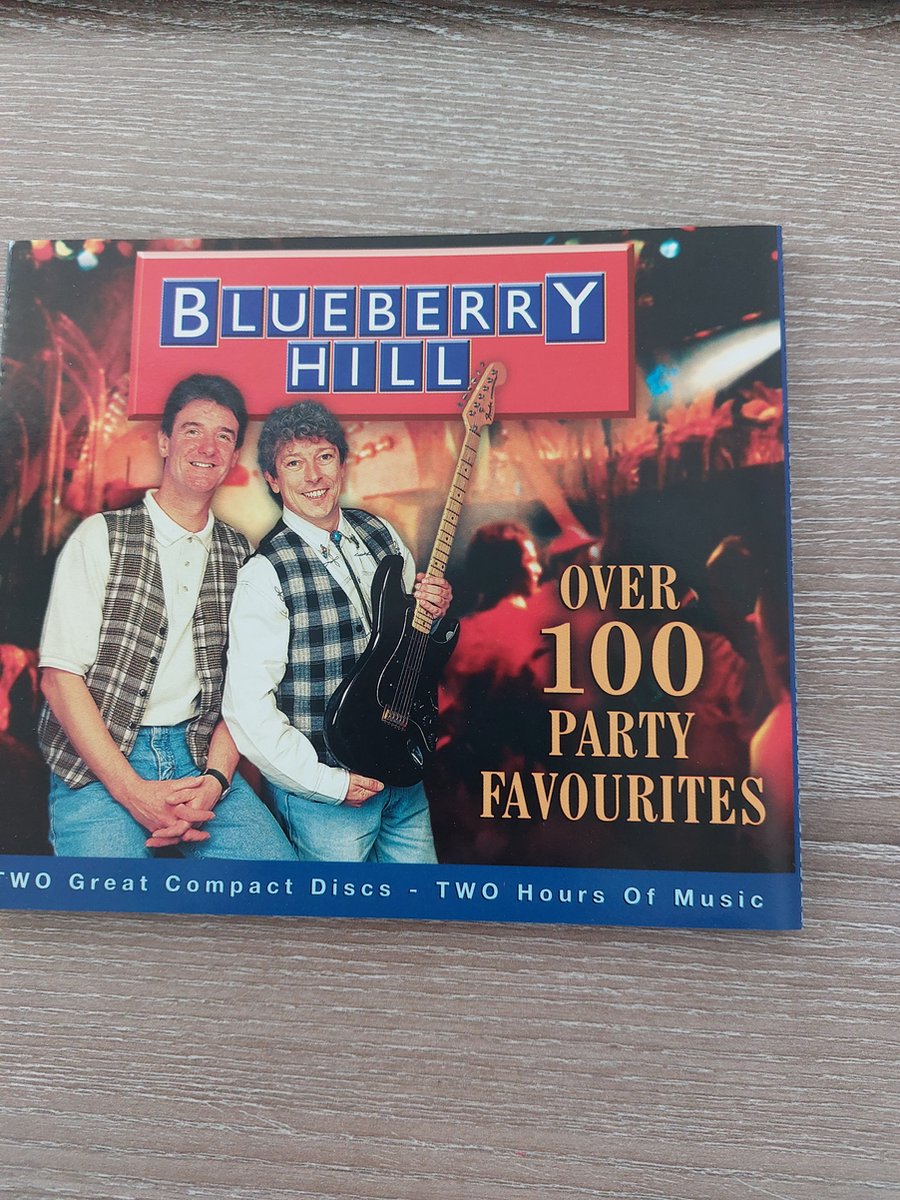 BLUEBERRY
HILL
OVER
100
PARTY
FAVOURITES
TWO Great Compact Discs - TWO Hours Of Music